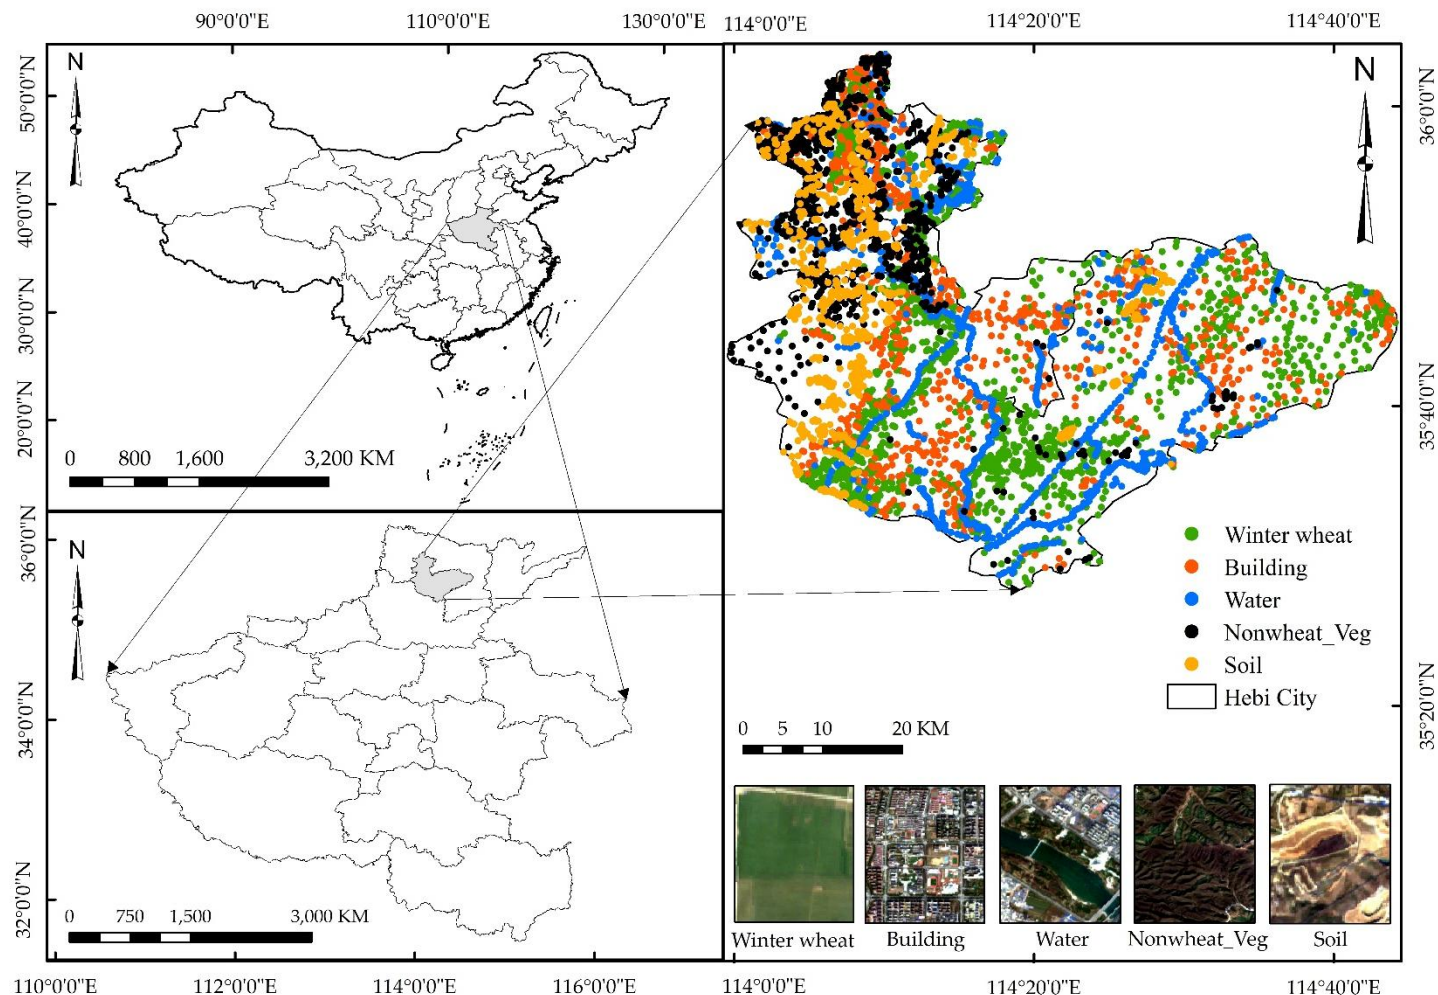 90°0'0"E
110°0'0"E
130°0'0"E
114°0'0"E
114°20'0"E
114°40'0"E
50°0'0"N
40°0'0"N
30°0'0"N
20°0'0"N
N
0 800 1,600 3,200 KM
36°0'0"N
34°0'0"N
32°0'0"N
N
0 750 1,500 3,000 KM
110°0'0"E
112°0'0"E
114°0'0"E
116°0'0"E
N
36°0'0"N
35°40'0"N
35°20'0"N
Winter wheat
Building
Water
Nonwheat_Veg
Soil
Hebi City
0 5 10 20 KM
Winter wheat
Building
Water
Nonwheat_Veg
Soil
114°0'0"E
114°20'0"E
114°40'0"E